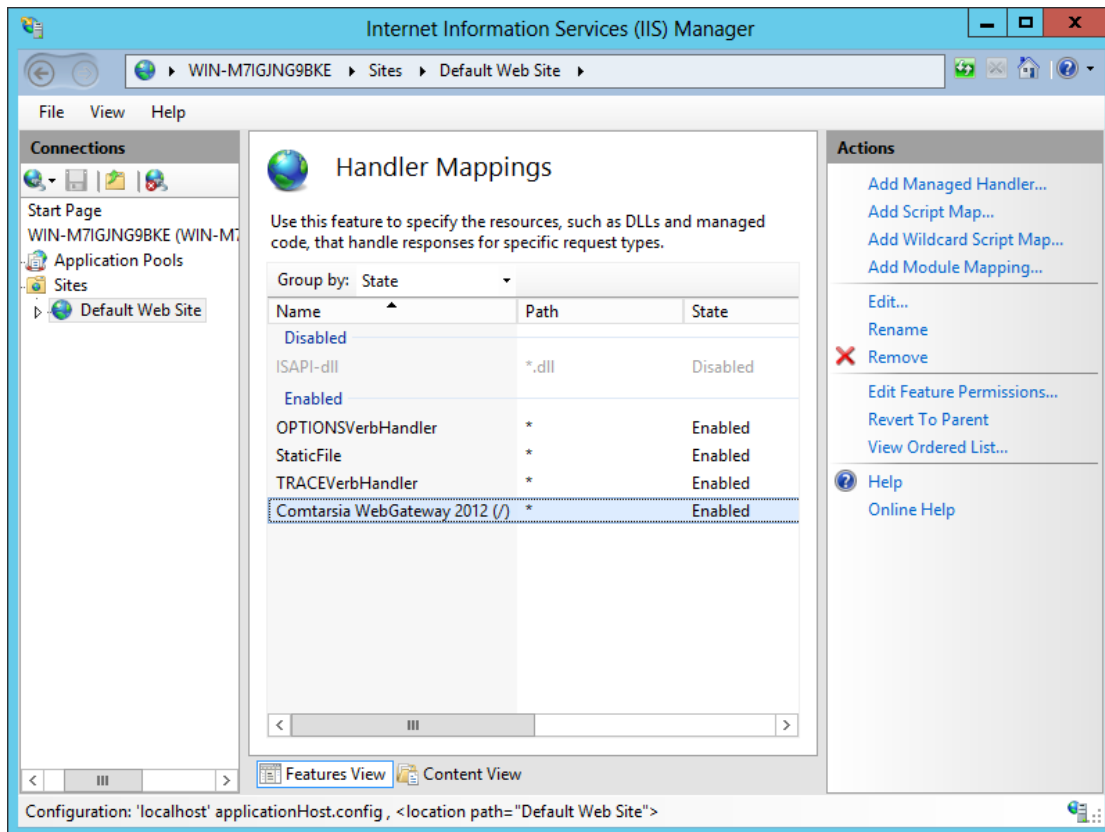 Internet Information Services (IIS) Manager
WIN-M7IGJNG9BKE Sites Default Web Site
File View Help
Connections
Start Page
WIN-M7IGJNG9BKE (WIN-M7
Application Pools
Sites
Default Web Site
Handler Mappings
Use this feature to specify the resources, such as DLLs and managed
code, that handle responses for specific request types.
Group by: State
Name Path State
Disabled
ISAPI-dll *.dll Disabled
Enabled
OPTIONSVerbHandler * Enabled
StaticFile * Enabled
TRACEVerbHandler * Enabled
Comtarsia WebGateway 2012 (/) * Enabled
Features View Content View
Actions
Add Managed Handler...
Add Script Map...
Add Wildcard Script Map...
Add Module Mapping...
Edit...
Rename
Remove
Edit Feature Permissions...
Revert To Parent
View Ordered List...
Help
Online Help
Configuration: 'localhost' applicationHost.config , <location path="Default Web Site">